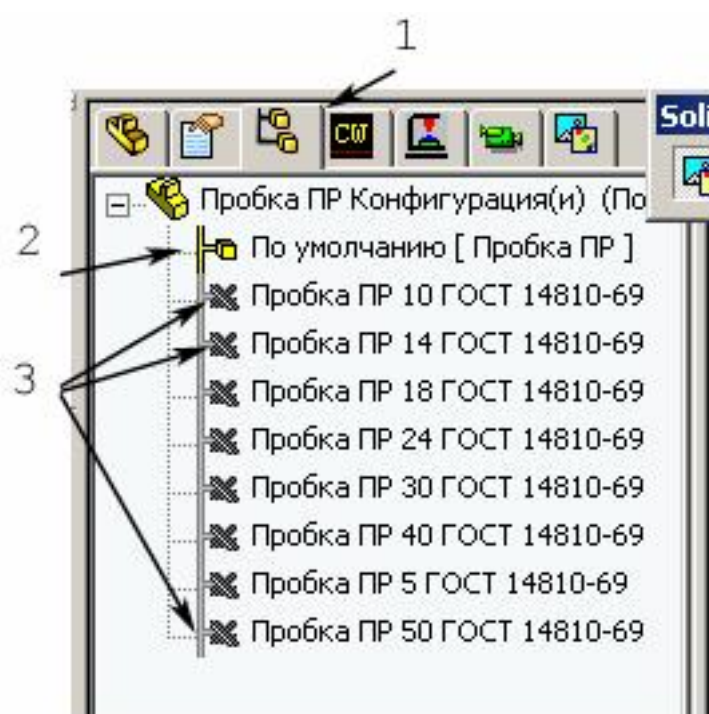 1
CW
Soli
Пробка ПР Конфигурация(и) (По
2
По умолчанию [ Пробка ПР ]
Пробка ПР 10 ГОСТ 14810-69
Пробка ПР 14 ГОСТ 14810-69
3
Пробка ПР 18 ГОСТ 14810-69
Пробка ПР 24 ГОСТ 14810-69
Пробка ПР 30 ГОСТ 14810-69
Пробка ПР 40 ГОСТ 14810-69
Пробка ПР 5 ГОСТ 14810-69
Пробка ПР 50 ГОСТ 14810-69